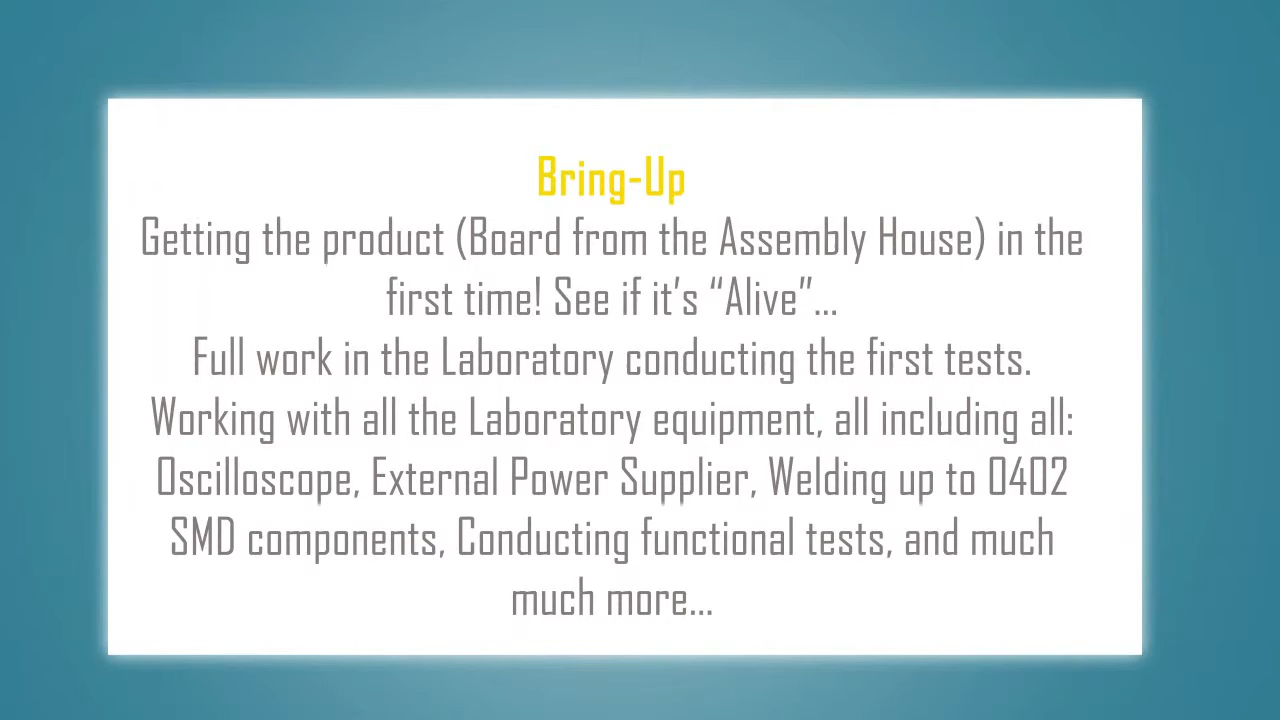 Bring-Up
Getting the product (Board from the Assembly House) in the
first time! See if it’s “Alive”...
Full work in the Laboratory conducting the first tests.
Working with all the Laboratory equipment, all including all:
Oscilloscope, External Power Supplier, Welding up to 0402
SMD components, Conducting functional tests, and much
much more...